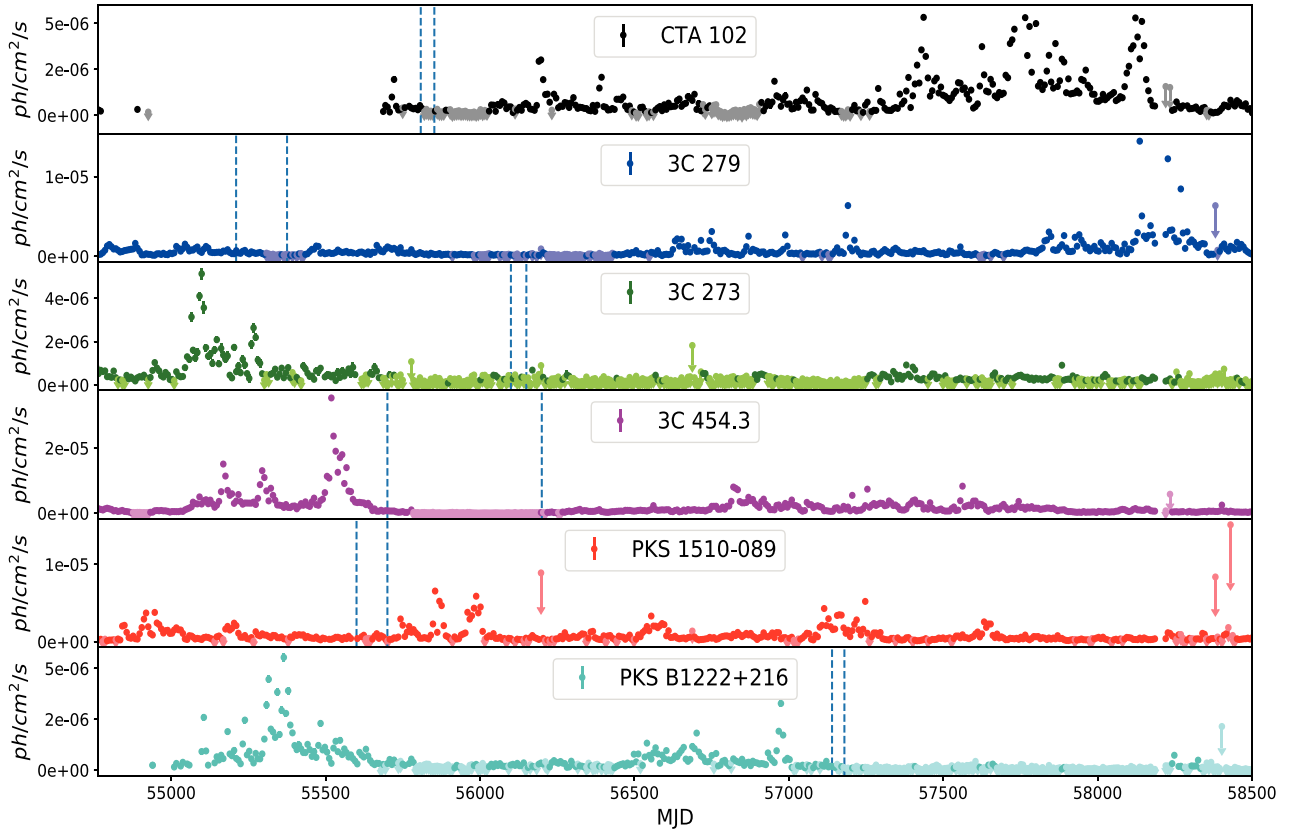 ph/cm²/s
5e-06
2e-06
0e+00
CTA 102
ph/cm²/s
1e-05
0e+00
3C 279
ph/cm²/s
4e-06
2e-06
0e+00
3C 273
ph/cm²/s
2e-05
0e+00
3C 454.3
ph/cm²/s
1e-05
0e+00
PKS 1510-089
ph/cm²/s
5e-06
2e-06
0e+00
PKS B1222+216
55000 55500 56000 56500 57000 57500 58000 58500
MJD